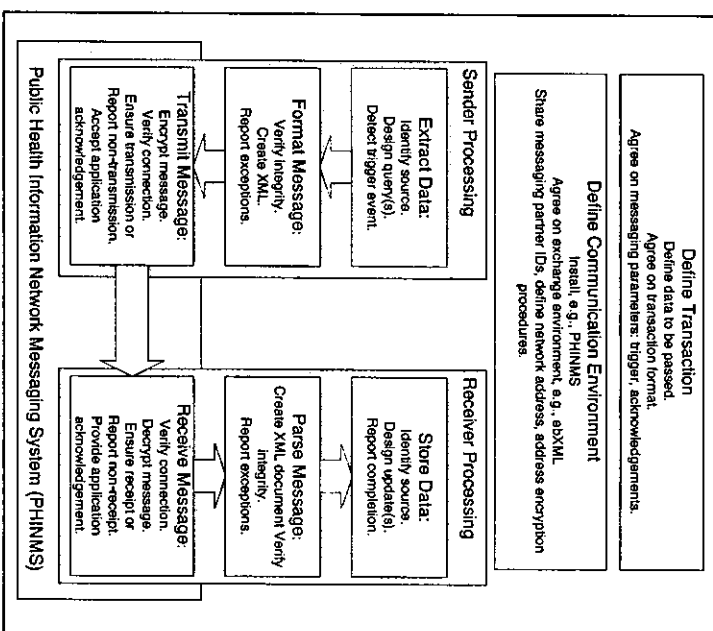 Define Transaction
Define data to be passed.
Agree on transaction format.
Agree on messaging parameters: trigger, acknowledgements.
Define Communication Environment
Install, e.g., PHINMS
Agree on exchange environment, e.g., ebXML
Share messaging partner IDs, define network address, address encryption
procedures.
Sender Processing
Extract Data:
Identify source.
Design query(s).
Detect trigger event.
Format Message:
Verify integrity.
Create XML.
Report exceptions.
Transmit Message:
Encrypt message.
Verify connection.
Ensure transmission or
Report non-transmission.
Accept application
acknowledgement.
Receiver Processing
Store Data:
Identify source.
Design update(s).
Report completion.
Parse Message:
Create XML document Verify
integrity.
Report exceptions.
Receive Message:
Verify connection.
Decrypt message.
Ensure receipt or
Report non-receipt.
Provide application
acknowledgement.
Public Health Information Network Messaging System (PHINMS)